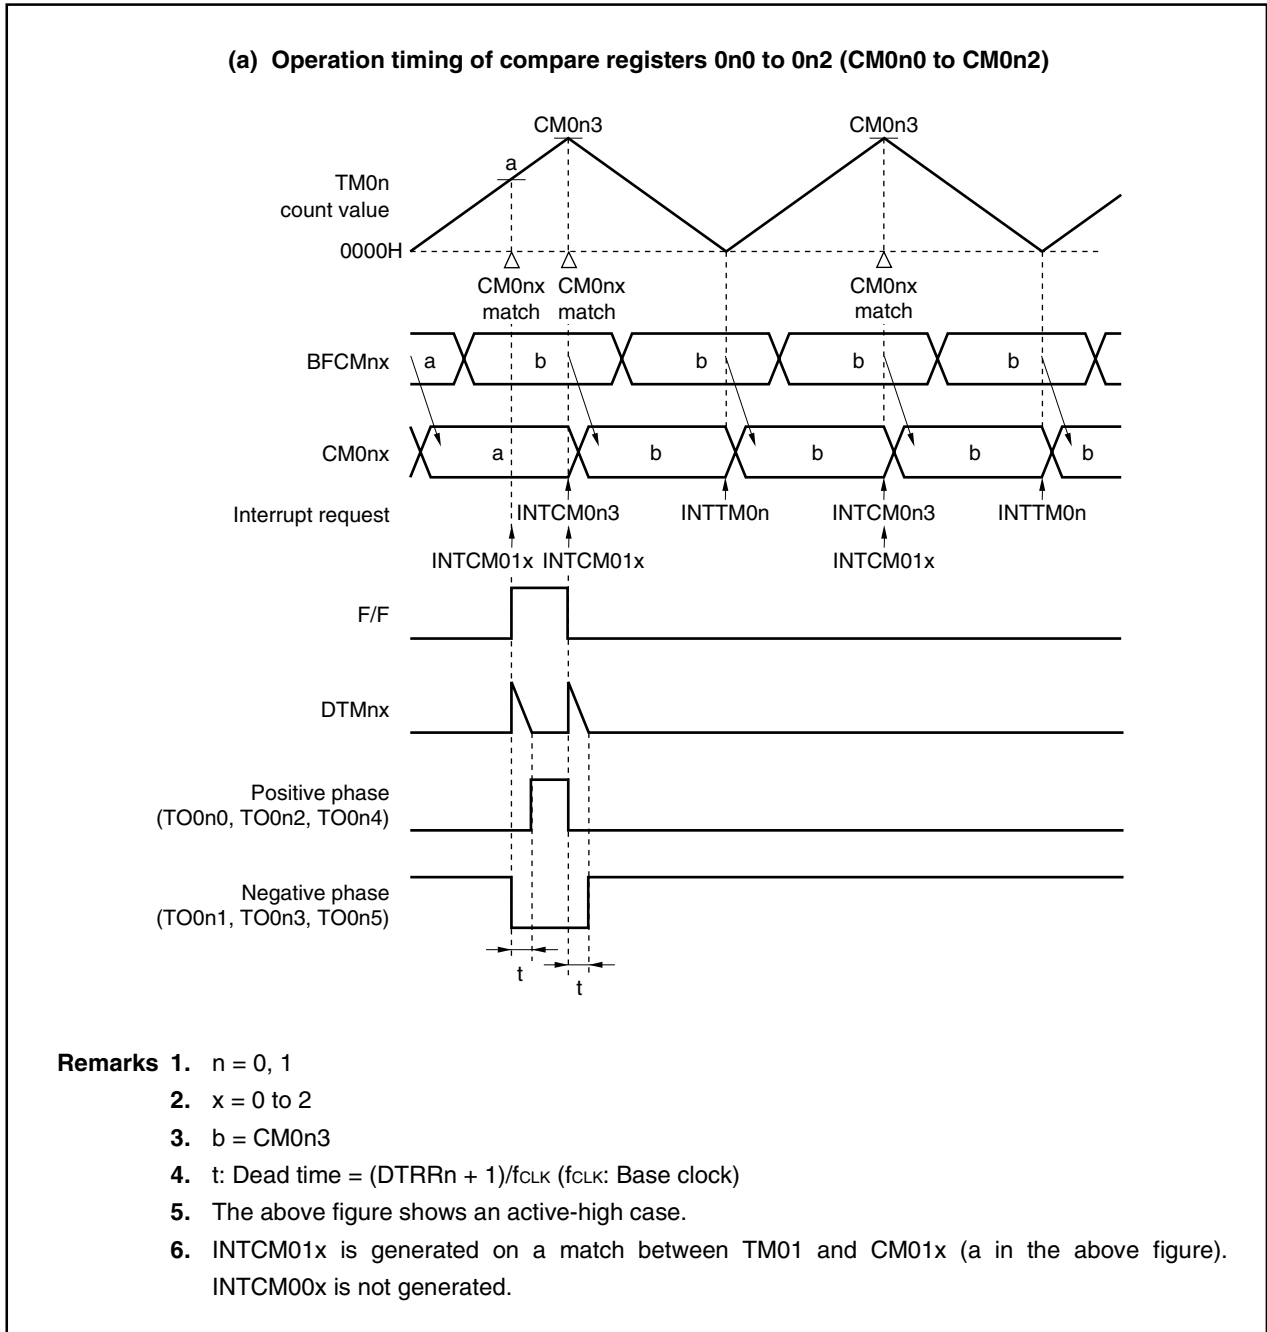 (a) Operation timing of compare registers 0n0 to 0n2 (CM0n0 to CM0n2)
CM0n3 CM0n3
a
TM0n
count value
0000H
CM0nx CM0nx CM0nx
match match match
BFCMnx a b b b b
CM0nx a b b b b
Interrupt request INTCM0n3 INTTM0n INTCM0n3 INTTM0n
INTCM01x INTCM01x INTCM01x
F/F
DTMnx
Positive phase
(TO0n0, TO0n2, TO0n4)
Negative phase
(TO0n1, TO0n3, TO0n5)
t
t
Remarks 1. n = 0, 1
2. x = 0 to 2
3. b = CM0n3
4. t: Dead time = (DTRRn + 1)/fCLK (fCLK: Base clock)
5. The above figure shows an active-high case.
6. INTCM01x is generated on a match between TM01 and CM01x (a in the above figure).
INTCM00x is not generated.